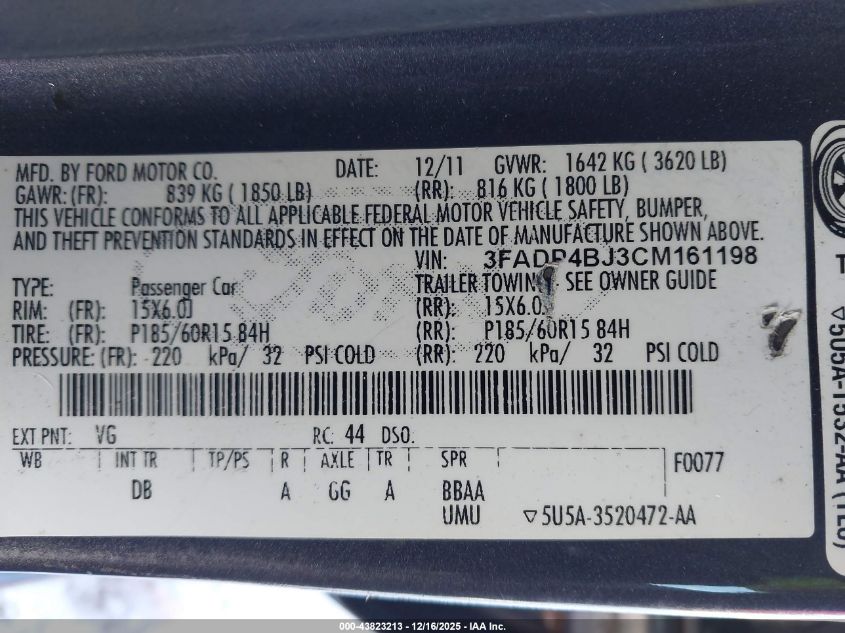 MFD. BY FORD MOTOR CO. DATE: 12/11 GVWR: 1642 KG ( 3620 LB)
GAWR: (FR): 839 KG ( 1850 LB) (RR): 816 KG ( 1800 LB)
THIS VEHICLE CONFORMS TO ALL APPLICABLE FEDERAL MOTOR VEHICLE SAFETY, BUMPER,
AND THEFT PREVENTION STANDARDS IN EFFECT ON THE DATE OF MANUFACTURE SHOWN ABOVE.
VIN: 3FADP4BJ3CM161198
TYPE: Passenger Car TRAILER TOWING SEE OWNER GUIDE
RIM: (FR): 15X6.0J (RR): 15X6.0
TIRE: (FR): P185/60R15 84H (RR): P185/60R15 84H
PRESSURE: (FR): 220 kPa/ 32 PSI COLD (RR): 220 kPa/ 32 PSI COLD
EXT PNT: VG RC: 44 DSO:
WB | INT TR | TP/PS | R | AXLE | TR | SPR F0077
DB A GG A BBAA
UMU ▽5U5A-3520472-AA
000-43823213 - 12/16/2025 - IAA Inc.